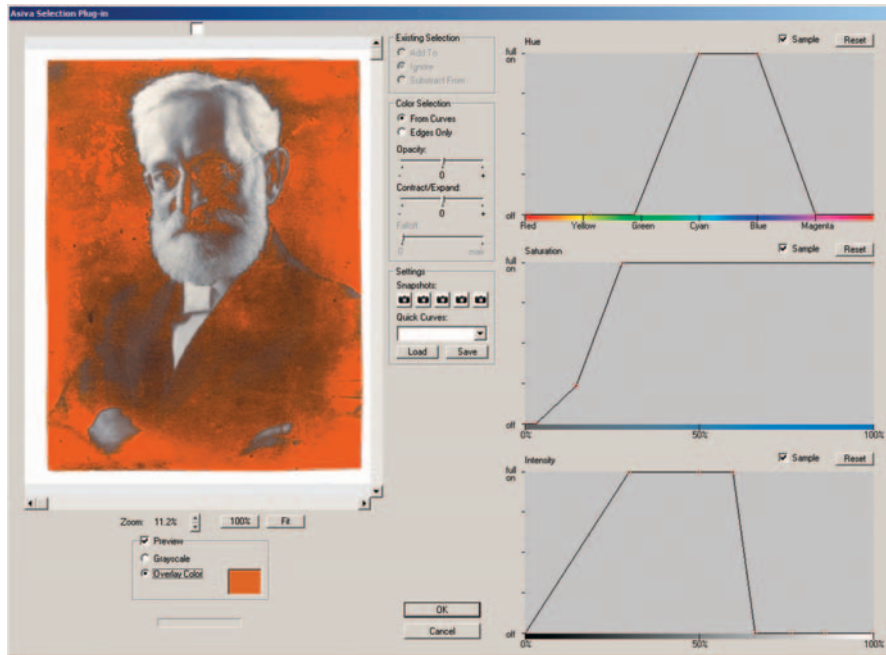 Asiva Selection Plug-in
Existing Selection
Add To
Ignore
Subtract From
Color Selection
From Curves
Edges Only
Opacity:
- 0 +
Contract/Expand:
- 0 +
Falloff
0 max
Settings
Snapshots:
Quick Curves:
Load Save
Zoom: 11.2% 100% Fit
Preview
Grayscale
Overlay Color
OK
Cancel
Hue Sample Reset
full on
off
Red Yellow Green Cyan Blue Magenta
Saturation Sample Reset
full on
off
0% 50% 100%
Intensity Sample Reset
full on
off
0% 50% 100%